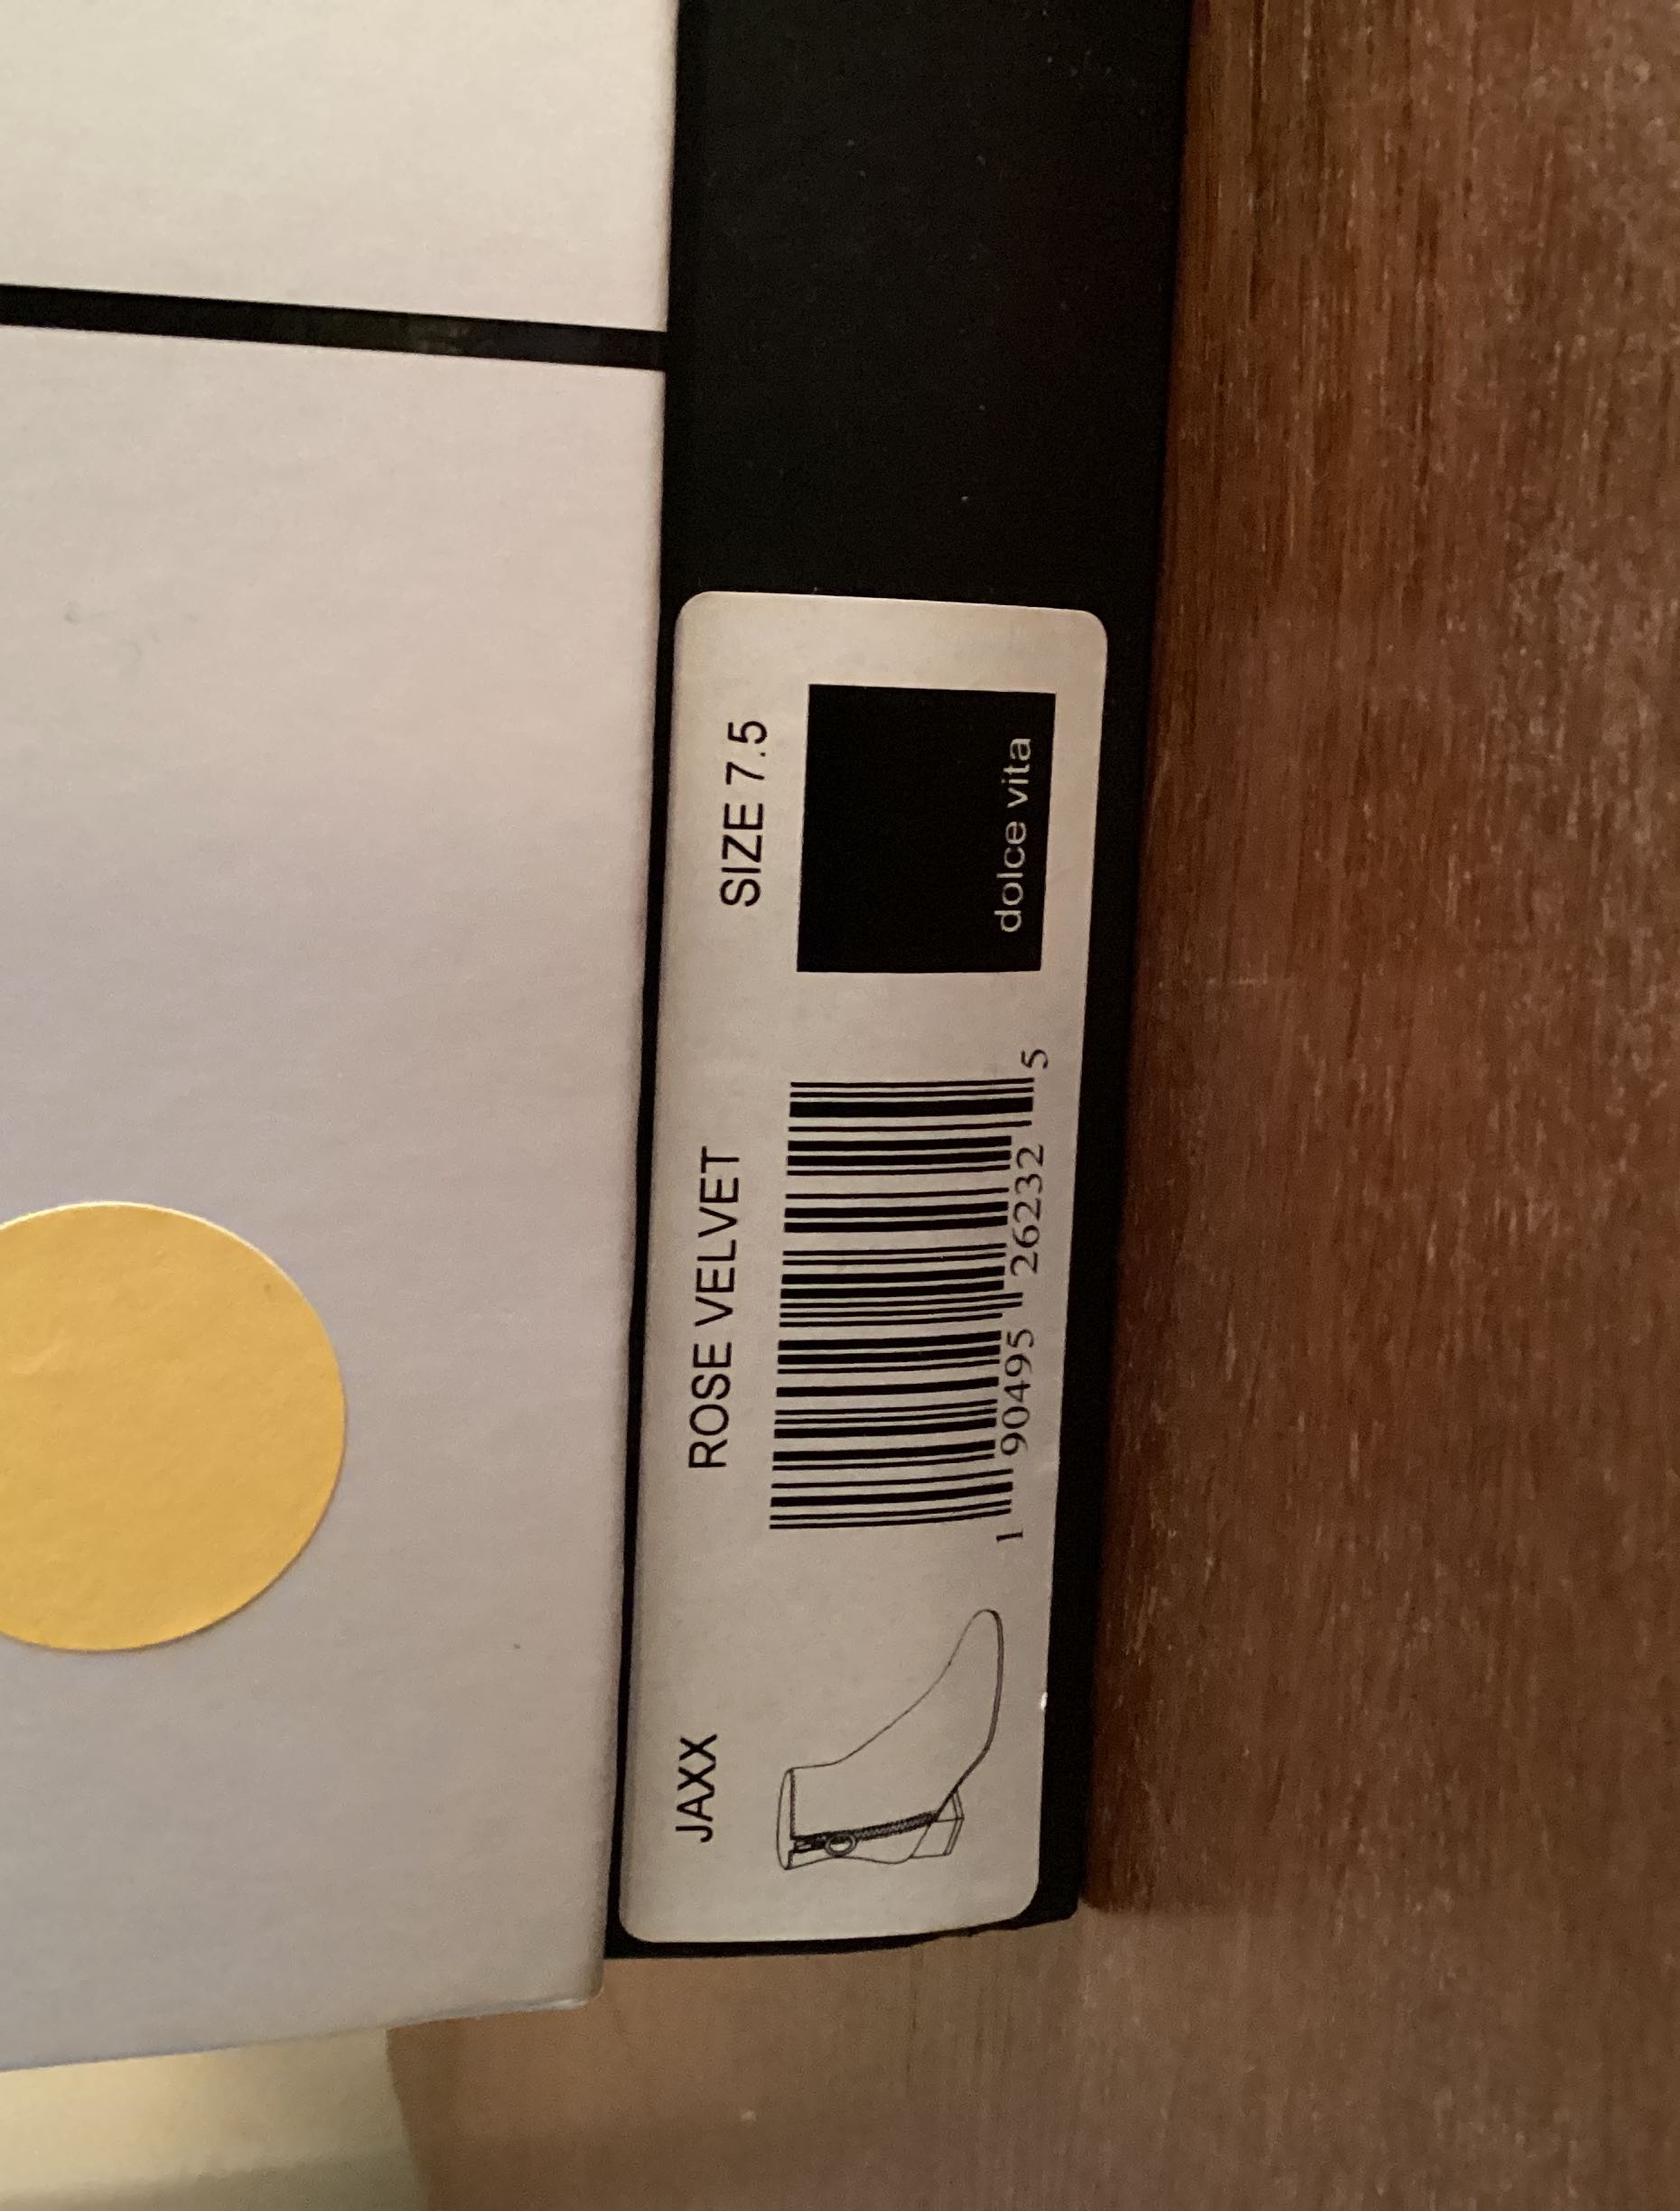 JAXX
ROSE VELVET
SIZE 7.5
1 90495 26232 5
dolce vita